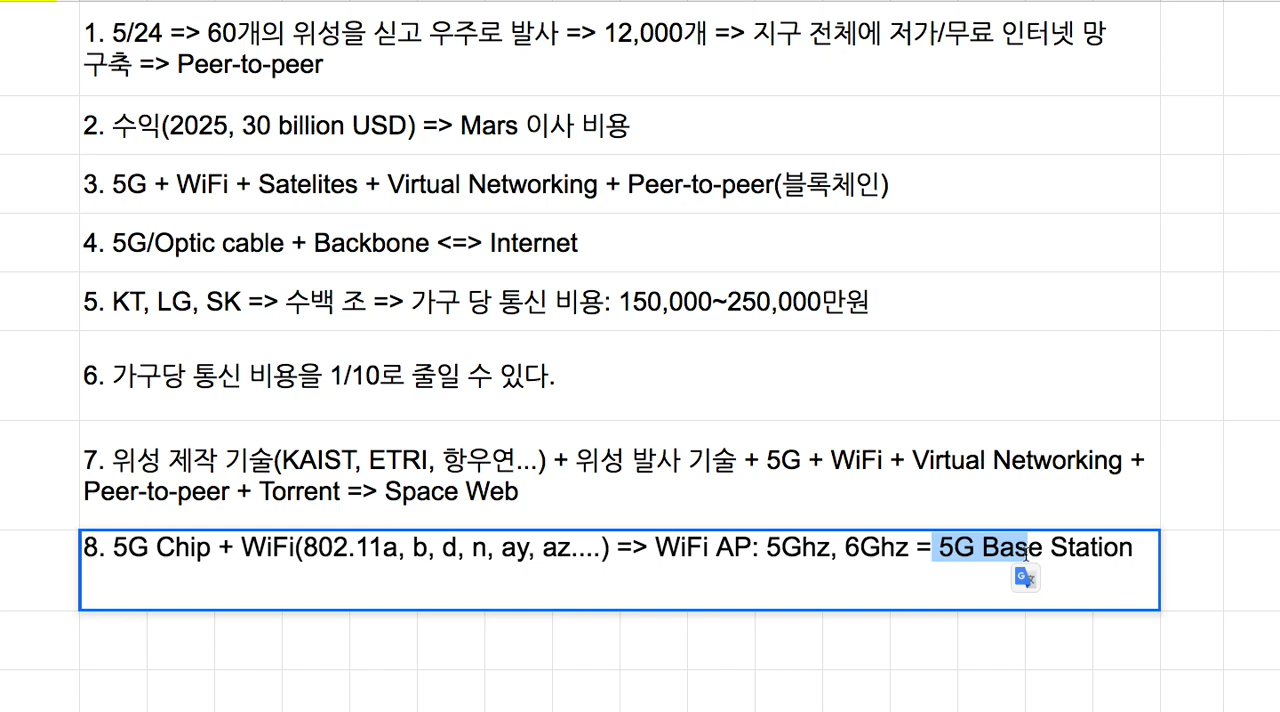 1. 5/24 => 60개의 위성을 싣고 우주로 발사 => 12,000개 => 지구 전체에 저가/무료 인터넷 망
구축 => Peer-to-peer
2. 수익(2025, 30 billion USD) => Mars 이사 비용
3. 5G + WiFi + Satelites + Virtual Networking + Peer-to-peer(블록체인)
4. 5G/Optic cable + Backbone <=> Internet
5. KT, LG, SK => 수백 조 => 가구 당 통신 비용: 150,000~250,000만원
6. 가구당 통신 비용을 1/10로 줄일 수 있다.
7. 위성 제작 기술(KAIST, ETRI, 항우연...) + 위성 발사 기술 + 5G + WiFi + Virtual Networking +
Peer-to-peer + Torrent => Space Web
8. 5G Chip + WiFi(802.11a, b, d, n, ay, az....) => WiFi AP: 5Ghz, 6Ghz = 5G Base Station